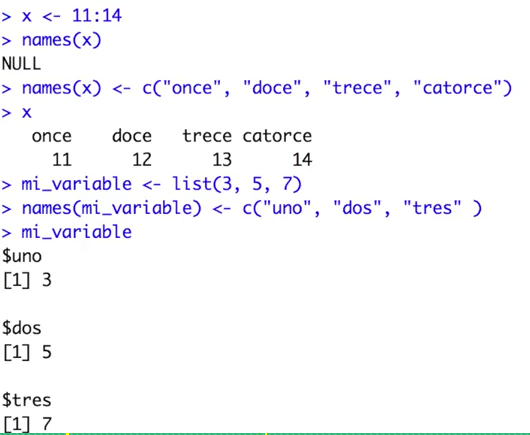 > x <- 11:14
> names(x)
NULL
> names(x) <- c("once", "doce", "trece", "catorce")
> x
   once    doce   trece catorce
     11      12      13      14
> mi_variable <- list(3, 5, 7)
> names(mi_variable) <- c("uno", "dos", "tres" )
> mi_variable
$uno
[1] 3

$dos
[1] 5

$tres
[1] 7